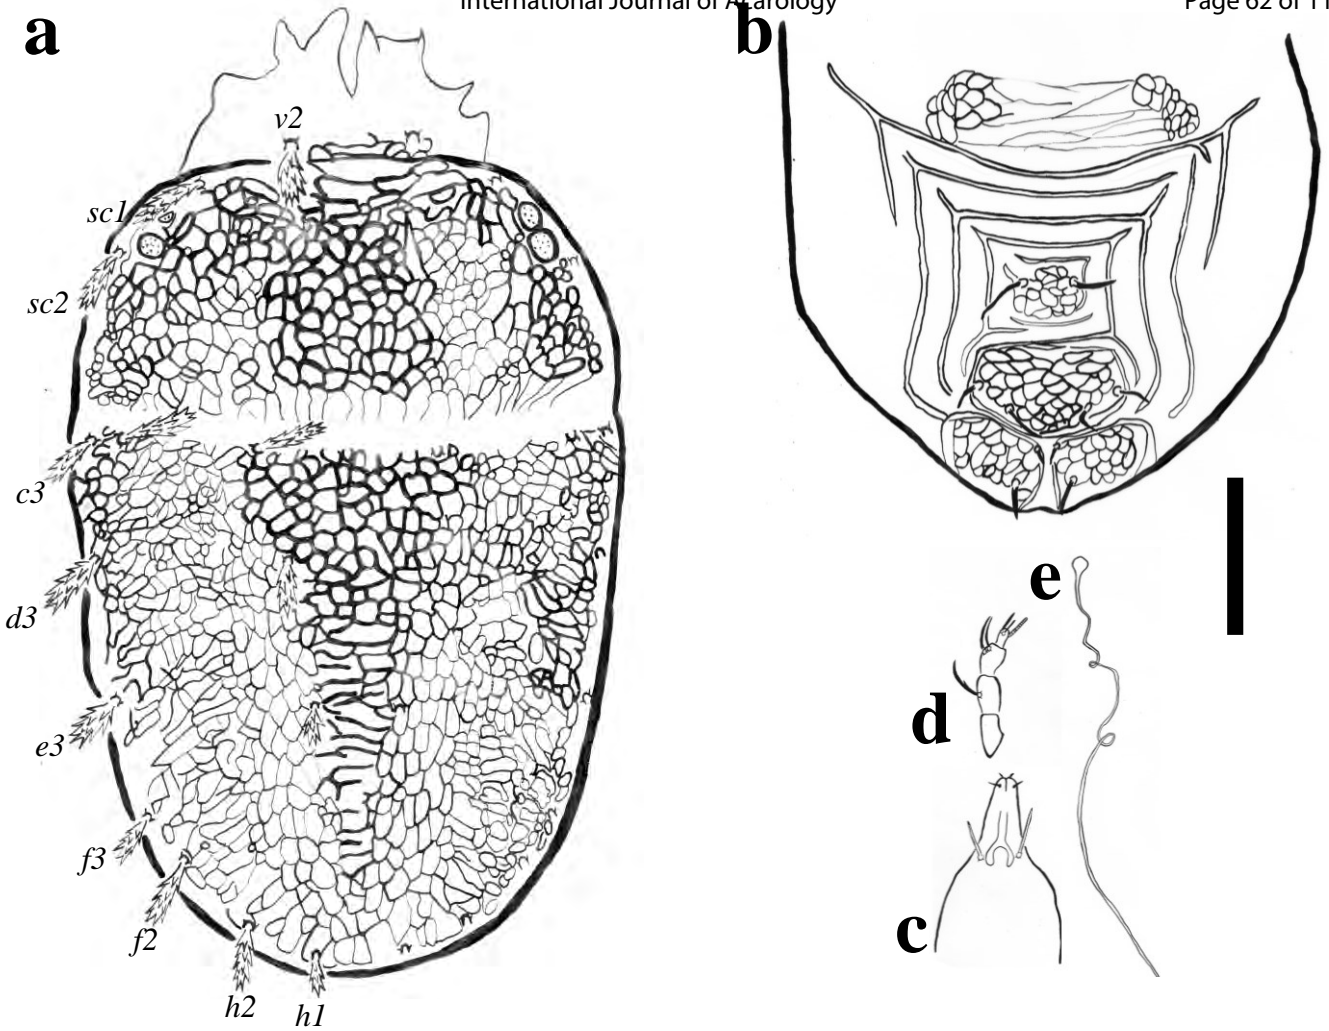 International Journal of Acarology
Page 62 of 11
a
b
v2
sc1
sc2
c3
d3
e3
f3
f2
h2
h1
e
d
c